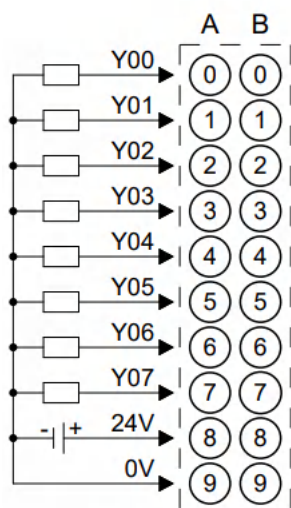 A B
Y00 0 0
Y01 1 1
Y02 2 2
Y03 3 3
Y04 4 4
Y05 5 5
Y06 6 6
Y07 7 7
- + 24V 8 8
0V 9 9